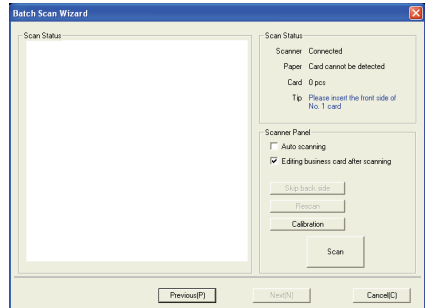 Batch Scan Wizard
Scan Status
Scan Status
Scanner Connected
Paper Card cannot be detected
Card 0 pcs
Tip Please insert the front side of
No. 1 card
Scanner Panel
Auto scanning
Editing business card after scanning
Skip back side
Rescan
Calibration
Scan
Previous(P)
Next(N)
Cancel(C)